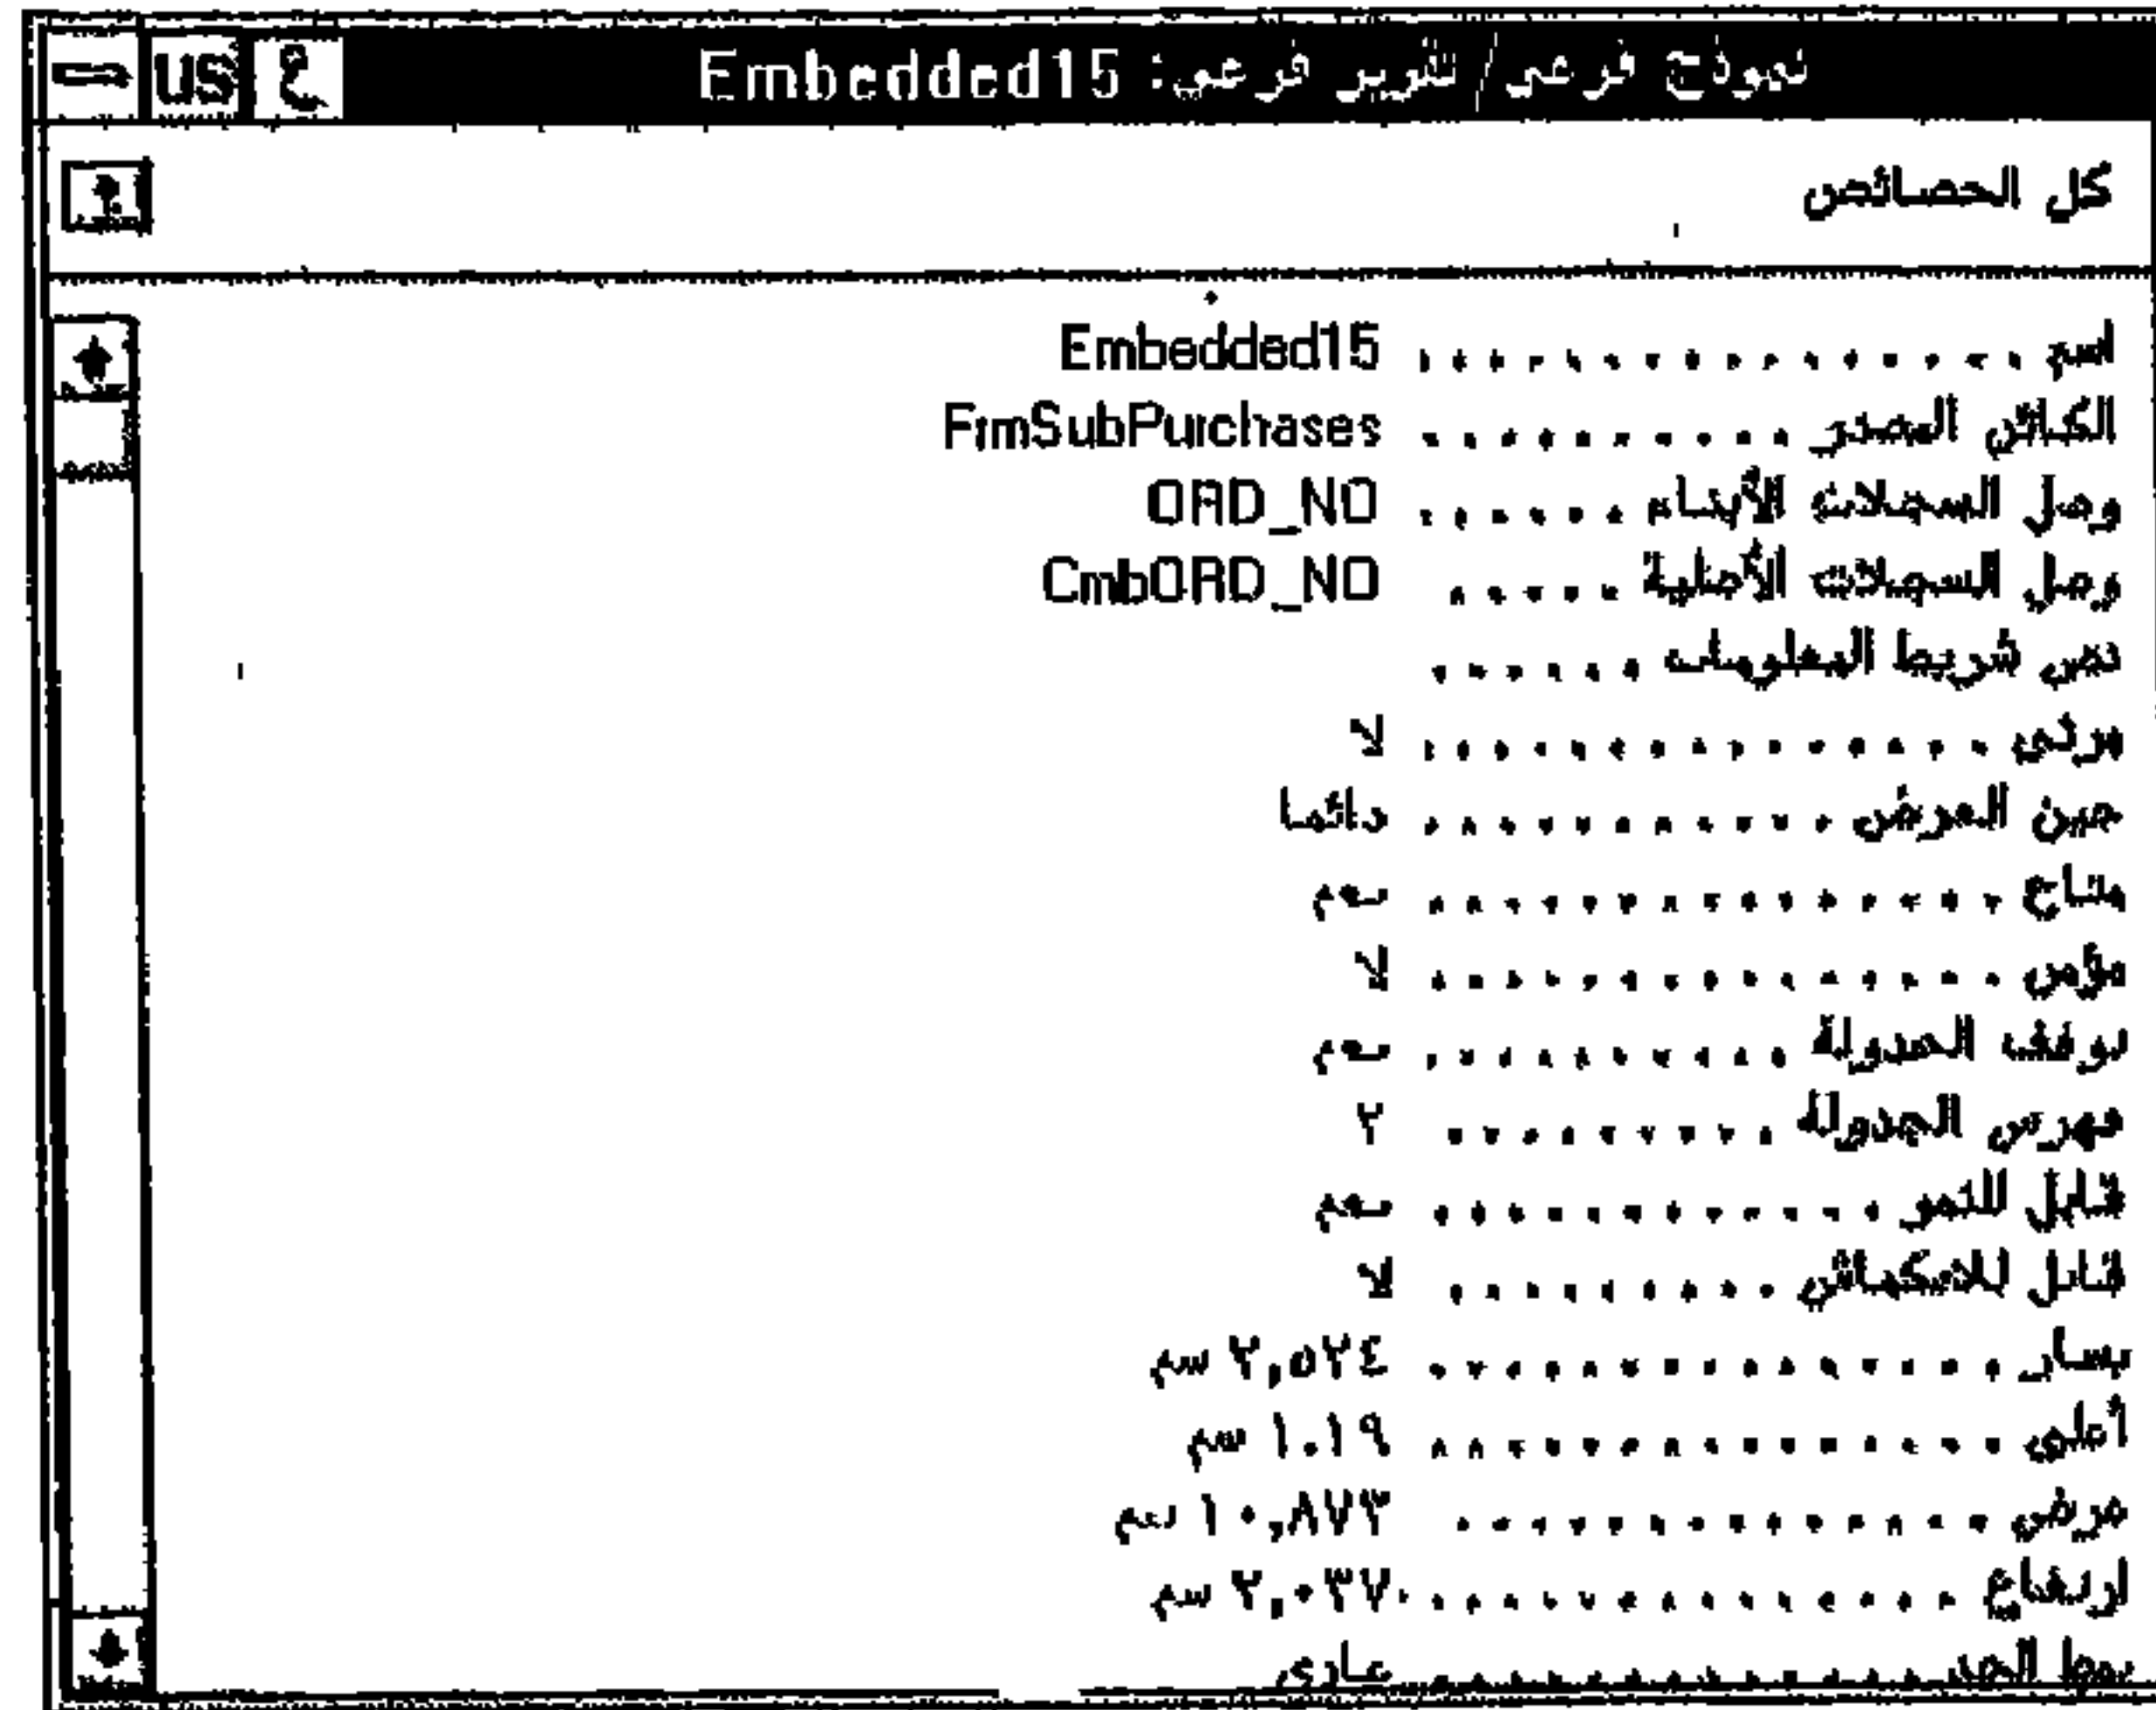 نموذج فرعي/تقرير فرعي: Embedded15
ع US
كل الخصائص
اسم . . . . . . . . . . . . . . . . Embedded15
الكائن المصدر . . . . . . . . . . FrmSubPurchases
وصل السجلات الأبناء . . . . . . ORD_NO
وصل السجلات الأصلية . . . . . CmbORD_NO
نص شريط المعلومات . . . . . .
مرئي . . . . . . . . . . . . . . . لا
حين العرض . . . . . . . . . . . دائما
متاح . . . . . . . . . . . . . . . نعم
مؤمن . . . . . . . . . . . . . . . لا
توقف الجدولة . . . . . . . . . . نعم
فهرس الجدولة . . . . . . . . . ٢
قابل للنمو . . . . . . . . . . . . نعم
قابل للانكماش . . . . . . . . . لا
يسار . . . . . . . . . . . . . . . ٢,٥٢٤ سم
أعلى . . . . . . . . . . . . . . . ١.١٩ سم
عرض . . . . . . . . . . . . . . ١٠,٨٧٣ سم
ارتفاع . . . . . . . . . . . . . . . ٢,٠٣٧ سم
نمط الحد . . . . . . . . . . . . . . عادي